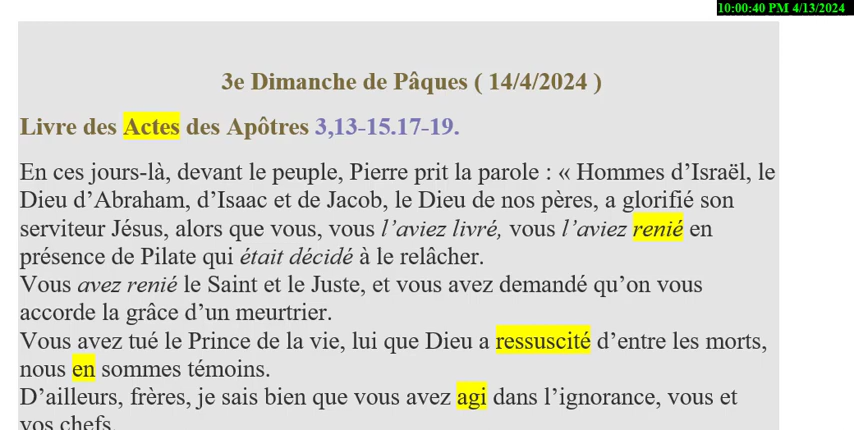 10:00:40 PM 4/13/2024
3e Dimanche de Pâques ( 14/4/2024 )
Livre des Actes des Apôtres 3,13-15.17-19.
En ces jours-là, devant le peuple, Pierre prit la parole : « Hommes d’Israël, le
Dieu d’Abraham, d’Isaac et de Jacob, le Dieu de nos pères, a glorifié son
serviteur Jésus, alors que vous, vous l’aviez livré, vous l’aviez renié en
présence de Pilate qui était décidé à le relâcher.
Vous avez renié le Saint et le Juste, et vous avez demandé qu’on vous
accorde la grâce d’un meurtrier.
Vous avez tué le Prince de la vie, lui que Dieu a ressuscité d’entre les morts,
nous en sommes témoins.
D’ailleurs, frères, je sais bien que vous avez agi dans l’ignorance, vous et
vos chefs.